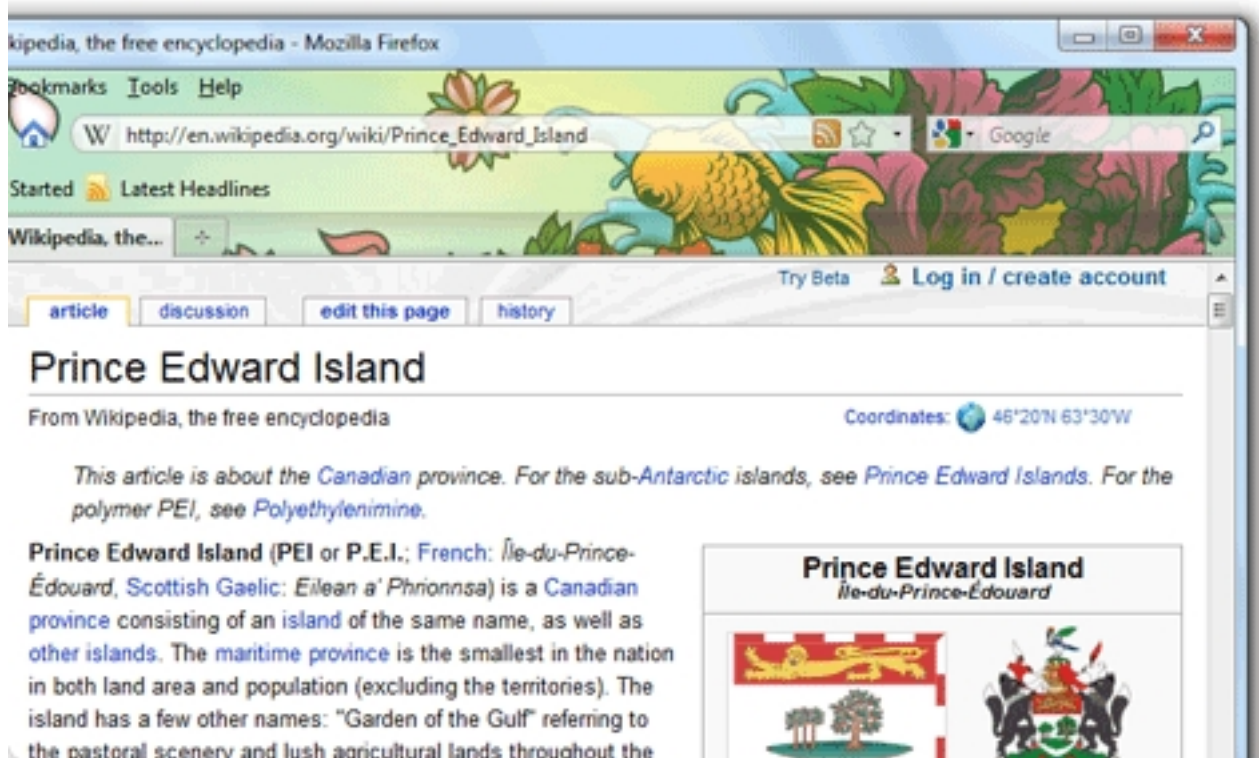 kipedia, the free encyclopedia - Mozilla Firefox
Bookmarks Tools Help
W http://en.wikipedia.org/wiki/Prince_Edward_Island Google
Started Latest Headlines
Wikipedia, the...
Try Beta Log in / create account
article discussion edit this page history
Prince Edward Island
From Wikipedia, the free encyclopedia
Coordinates: 46°20'N 63°30'W
This article is about the Canadian province. For the sub-Antarctic islands, see Prince Edward Islands. For the
polymer PEI, see Polyethylenimine.
Prince Edward Island (PEI or P.E.I.; French: Île-du-Prince-
Édouard, Scottish Gaelic: Eilean a' Phrionnsa) is a Canadian
province consisting of an island of the same name, as well as
other islands. The maritime province is the smallest in the nation
in both land area and population (excluding the territories). The
island has a few other names: "Garden of the Gulf" referring to
the pastoral scenery and lush agricultural lands throughout the
Prince Edward Island
Île-du-Prince-Édouard